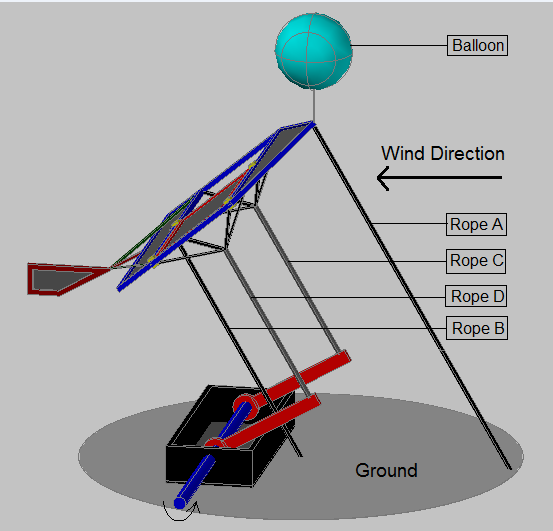 Balloon
Wind Direction
Rope A
Rope C
Rope D
Rope B
Ground